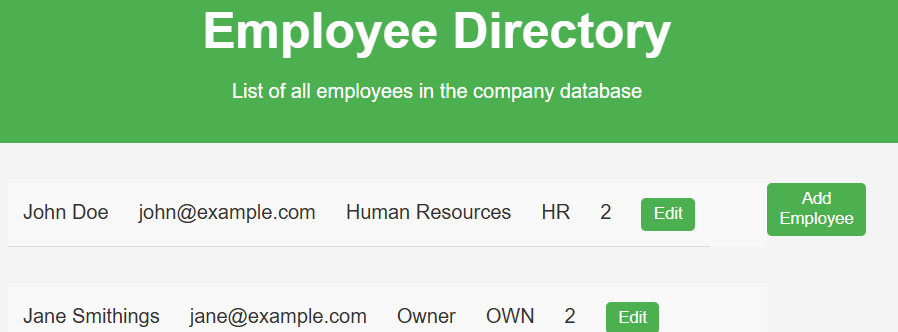 Employee Directory
List of all employees in the company database
John Doe john@example.com Human Resources HR 2 Edit
Add
Employee
Jane Smithings jane@example.com Owner OWN 2 Edit